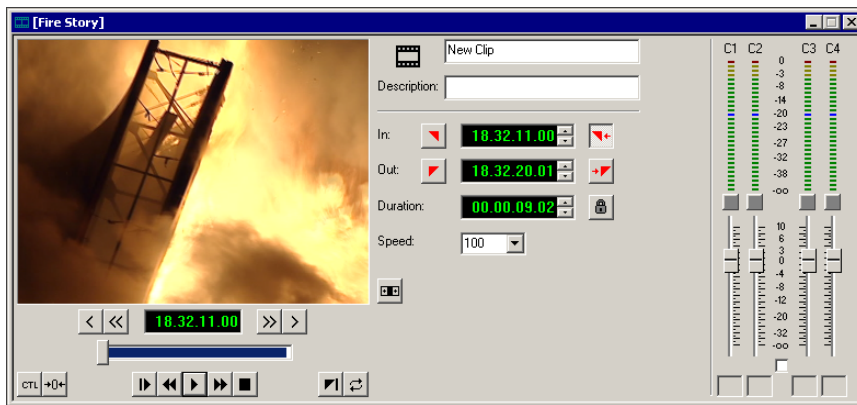 [Fire Story]
New Clip
Description:
In:
18.32.11.00
Out:
18.32.20.01
Duration:
00.00.09.02
Speed:
100
< <<
18.32.11.00
>> >
CTL
→0←
C1 C2 C3 C4
0
-3
-8
-14
-20
-23
-27
-32
-38
-oo
10
6
3
0
-4
-8
-12
-20
-32
-oo